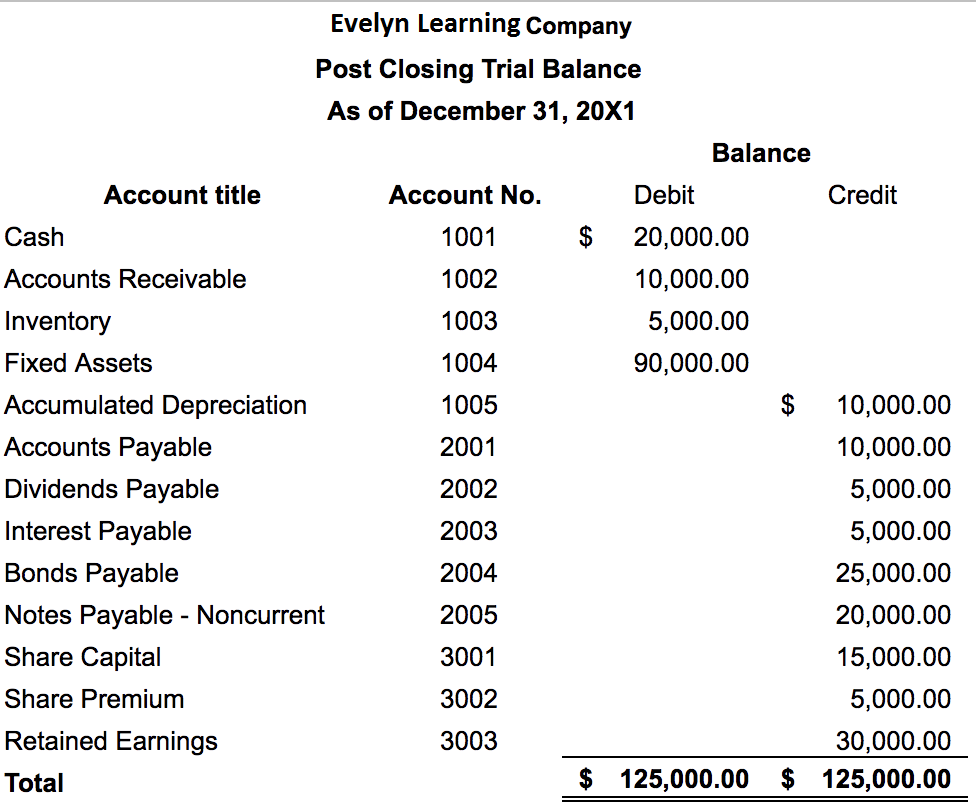 Evelyn Learning Company
Post Closing Trial Balance
As of December 31, 20X1
Balance
Account title Account No. Debit Credit
Cash 1001 $ 20,000.00
Accounts Receivable 1002 10,000.00
Inventory 1003 5,000.00
Fixed Assets 1004 90,000.00
Accumulated Depreciation 1005 $ 10,000.00
Accounts Payable 2001 10,000.00
Dividends Payable 2002 5,000.00
Interest Payable 2003 5,000.00
Bonds Payable 2004 25,000.00
Notes Payable - Noncurrent 2005 20,000.00
Share Capital 3001 15,000.00
Share Premium 3002 5,000.00
Retained Earnings 3003 30,000.00
Total $ 125,000.00 $ 125,000.00